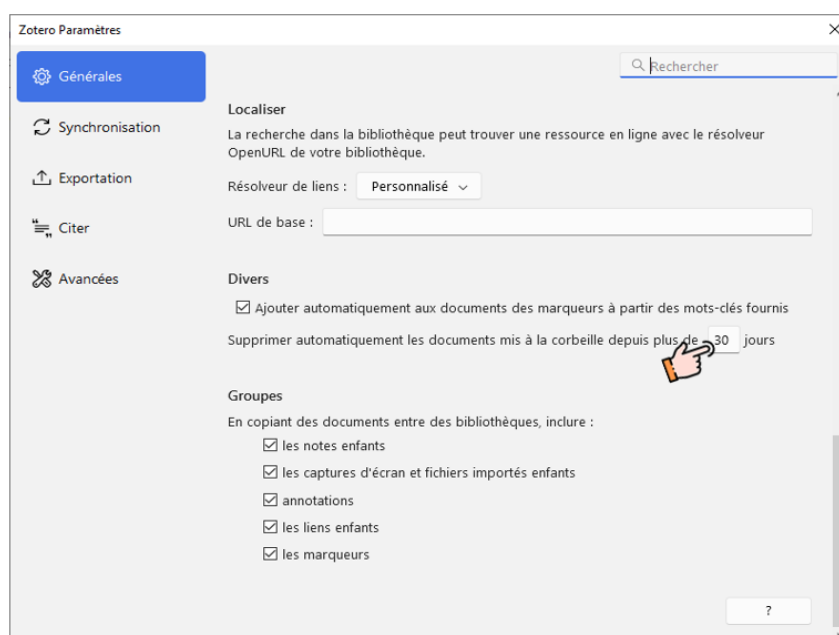 Zotero Paramètres
Générales
Synchronisation
Exportation
Citer
Avancées
Rechercher
Localiser
La recherche dans la bibliothèque peut trouver une ressource en ligne avec le résolveur
OpenURL de votre bibliothèque.
Résolveur de liens : Personnalisé
URL de base :
Divers
Ajouter automatiquement aux documents des marqueurs à partir des mots-clés fournis
Supprimer automatiquement les documents mis à la corbeille depuis plus de 30 jours
Groupes
En copiant des documents entre des bibliothèques, inclure :
les notes enfants
les captures d'écran et fichiers importés enfants
annotations
les liens enfants
les marqueurs
?